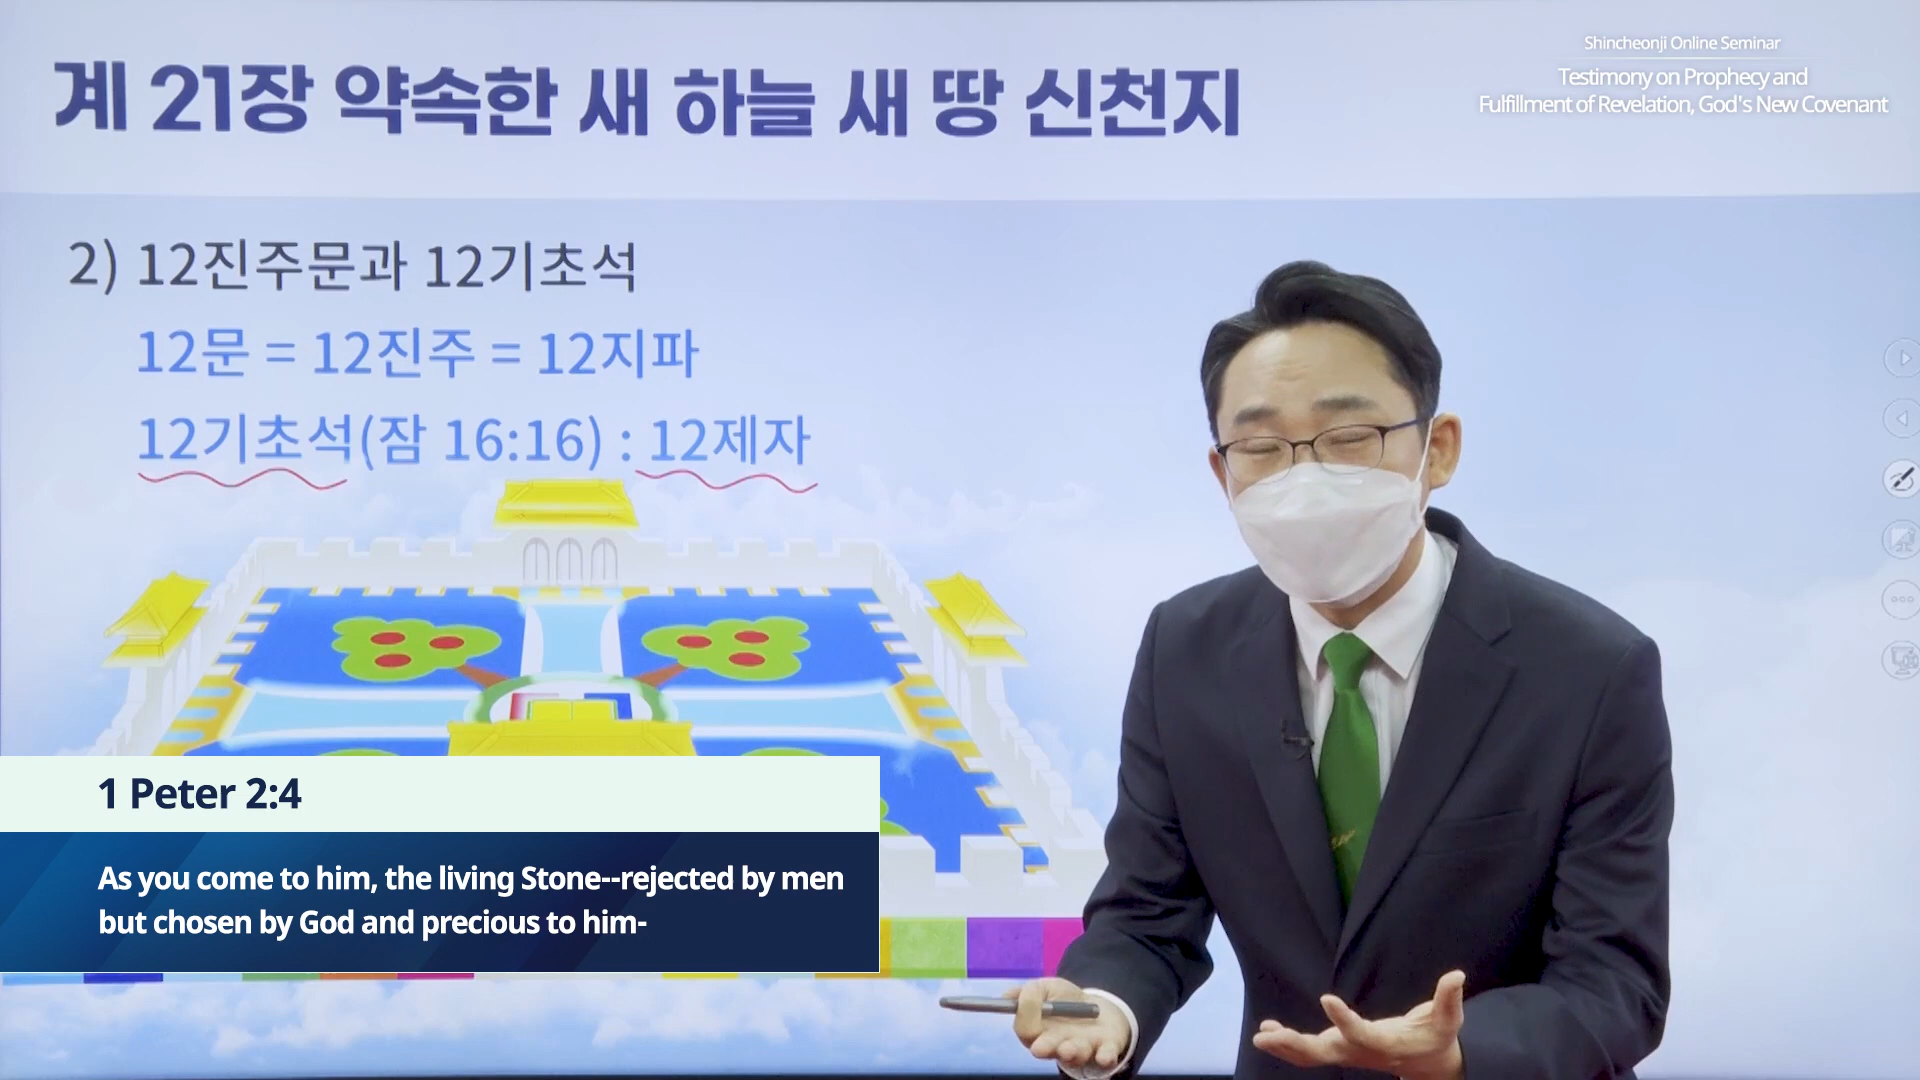 계 21장 약속한 새 하늘 새 땅 신천지
Shincheonji Online Seminar
Testimony on Prophecy and
Fulfillment of Revelation, God's New Covenant
2) 12진주문과 12기초석
12문 = 12진주 = 12지파
12기초석(잠 16:16) : 12제자
1 Peter 2:4
As you come to him, the living Stone--rejected by men
but chosen by God and precious to him-